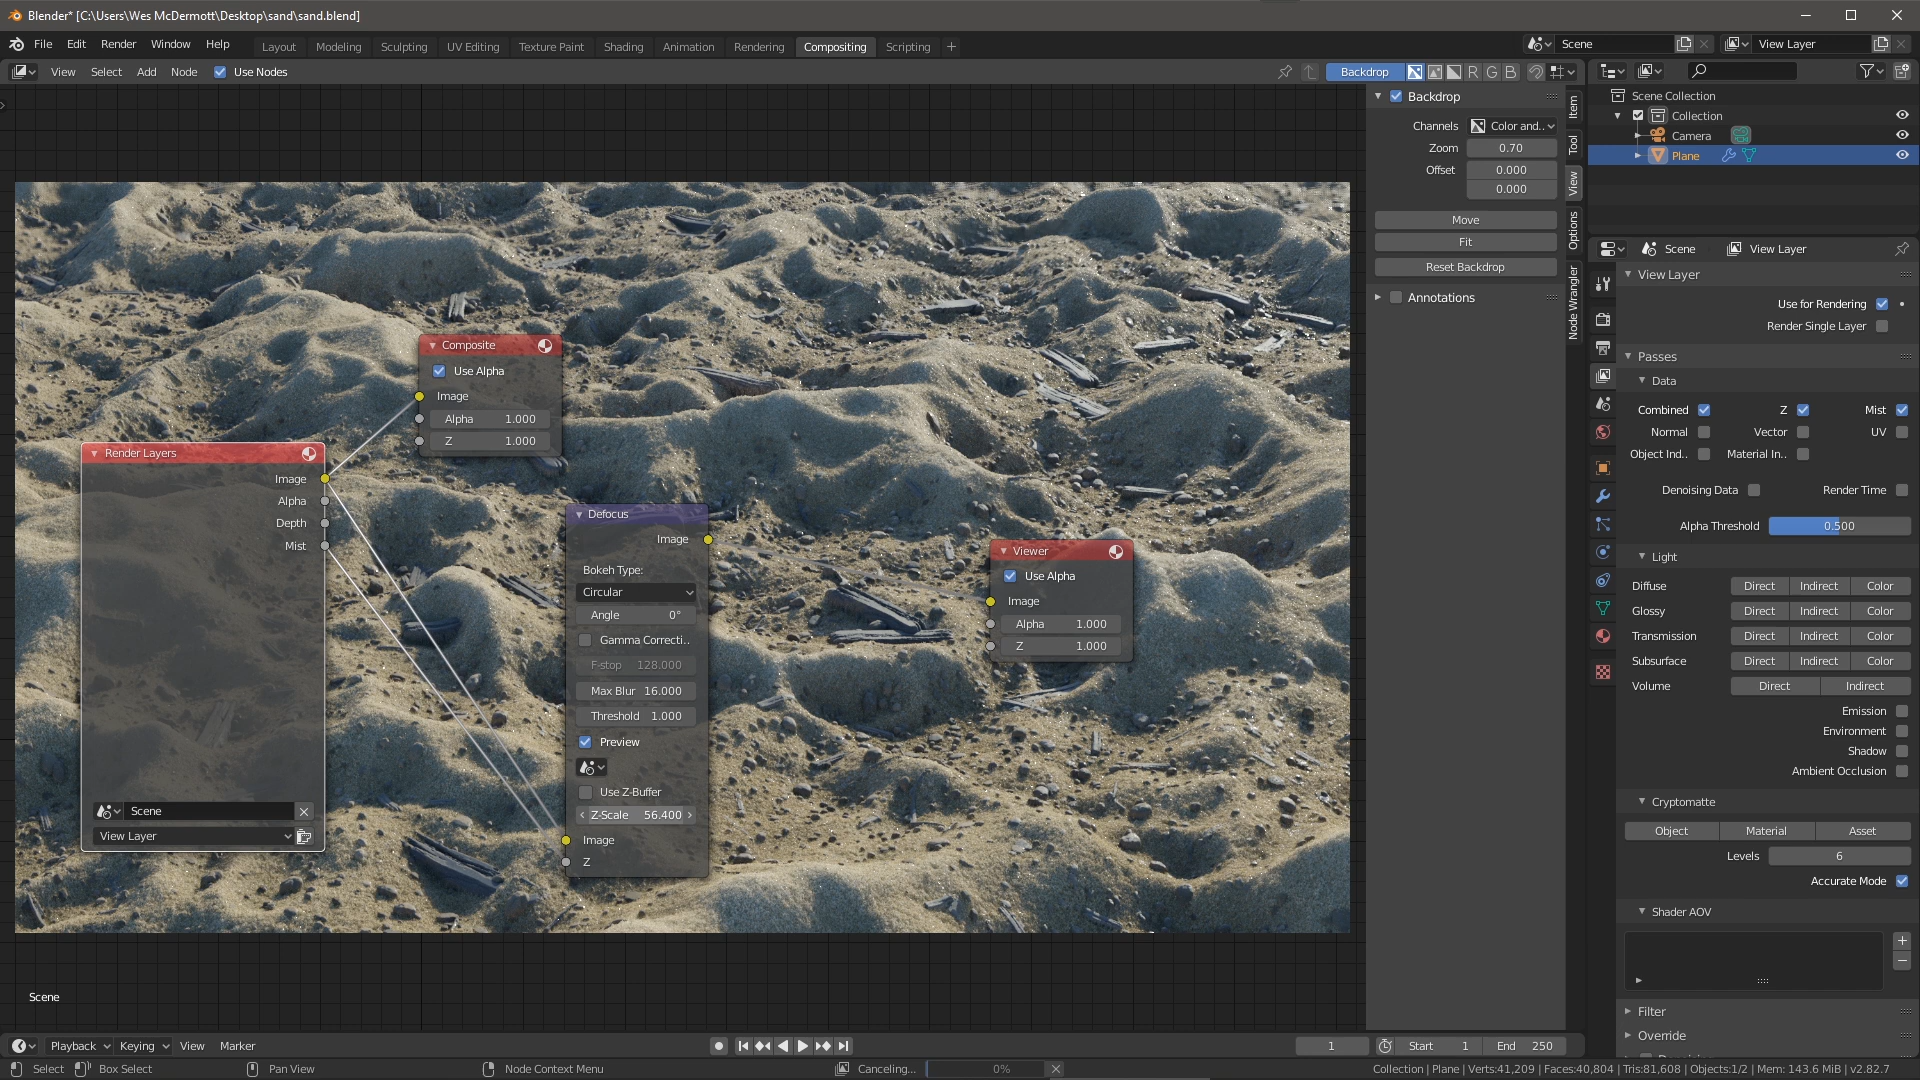 Blender* [C:\Users\Wes McDermott\Desktop\sand\sand.blend]
File Edit Render Window Help Layout Modeling Sculpting UV Editing Texture Paint Shading Animation Rendering Compositing Scripting + Scene View Layer
View Select Add Node Use Nodes Backdrop R G B
Backdrop
Channels Color and..
Zoom 0.70
Offset 0.000
0.000
Move
Fit
Reset Backdrop
Annotations
Item
Tool
View
Options
Node Wrangler
Composite
Use Alpha
Image
Alpha 1.000
Z 1.000
Render Layers
Image
Alpha
Depth
Mist
Scene
View Layer
Defocus
Image
Bokeh Type:
Circular
Angle 0°
Gamma Correcti..
F-stop 128.000
Max Blur 16.000
Threshold 1.000
Preview
Use Z-Buffer
Z-Scale 56.400
Image
Z
Viewer
Use Alpha
Image
Alpha 1.000
Z 1.000
Scene
Scene Collection
Collection
Camera
Plane
Scene View Layer
View Layer
Use for Rendering
Render Single Layer
Passes
Data
Combined Z Mist
Normal Vector UV
Object Ind.. Material In..
Denoising Data Render Time
Alpha Threshold 0.500
Light
Diffuse Direct Indirect Color
Glossy Direct Indirect Color
Transmission Direct Indirect Color
Subsurface Direct Indirect Color
Volume Direct Indirect
Emission
Environment
Shadow
Ambient Occlusion
Cryptomatte
Object Material Asset
Levels 6
Accurate Mode
Shader AOV
Filter
Override
Playback Keying View Marker 1 Start 1 End 250
Select Box Select Pan View Node Context Menu Canceling... 0% Collection | Plane | Verts:41,209 | Faces:40,804 | Tris:81,608 | Objects:1/2 | Mem: 143.6 MiB | v2.82.7